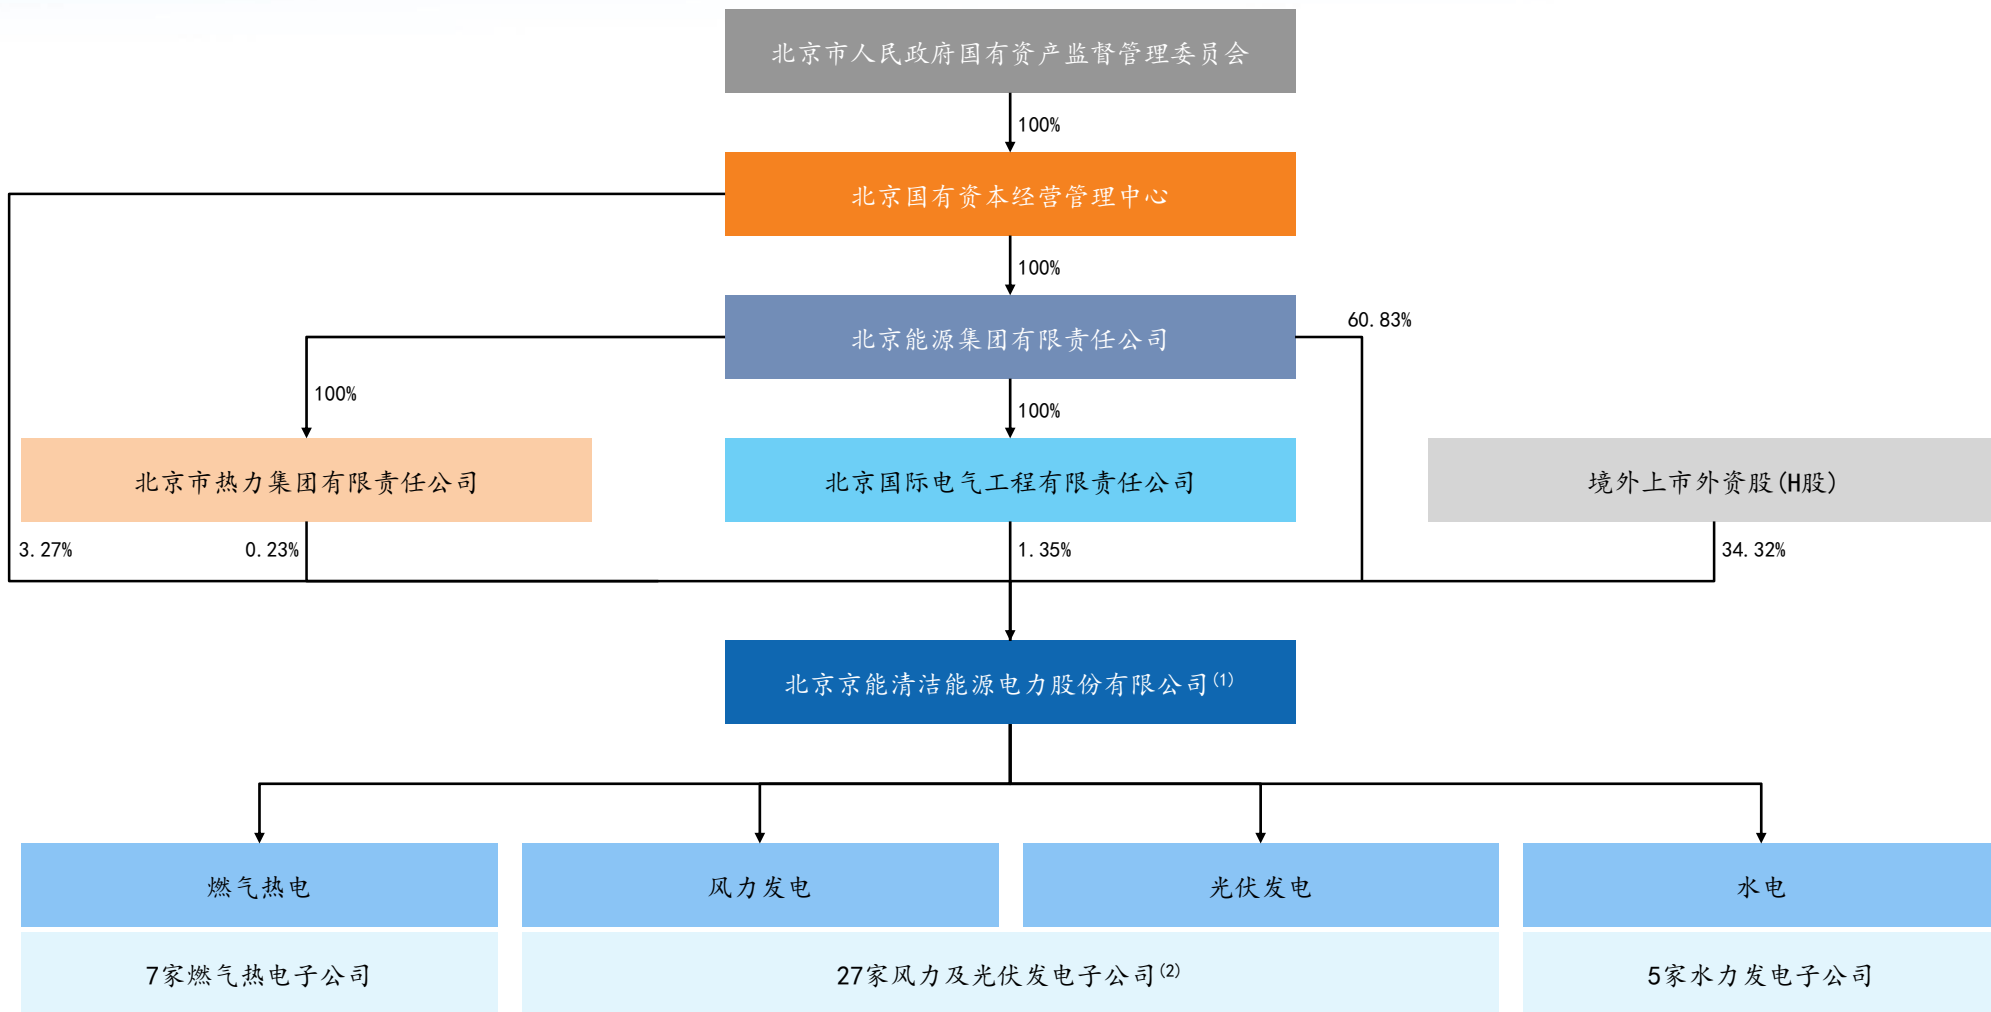 北京市人民政府国有资产监督管理委员会
100%
北京国有资本经营管理中心
100%
60.83%
北京能源集团有限责任公司
100%
100%
北京市热力集团有限责任公司
北京国际电气工程有限责任公司
境外上市外资股(H股)
3.27%
0.23%
1.35%
34.32%
北京京能清洁能源电力股份有限公司(1)
燃气热电
风力发电
光伏发电
水电
7家燃气热电子公司
27家风力及光伏发电子公司(2)
5家水力发电子公司